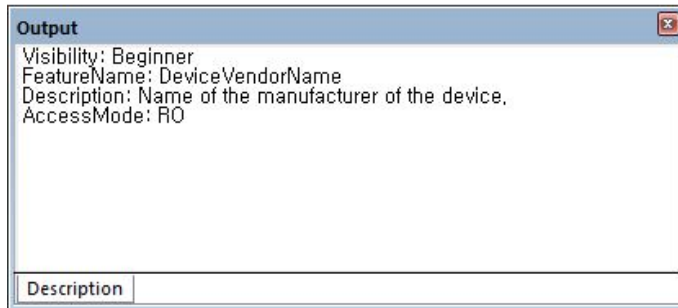 Output
Visibility: Beginner
FeatureName: DeviceVendorName
Description: Name of the manufacturer of the device,
AccessMode: RO
Description